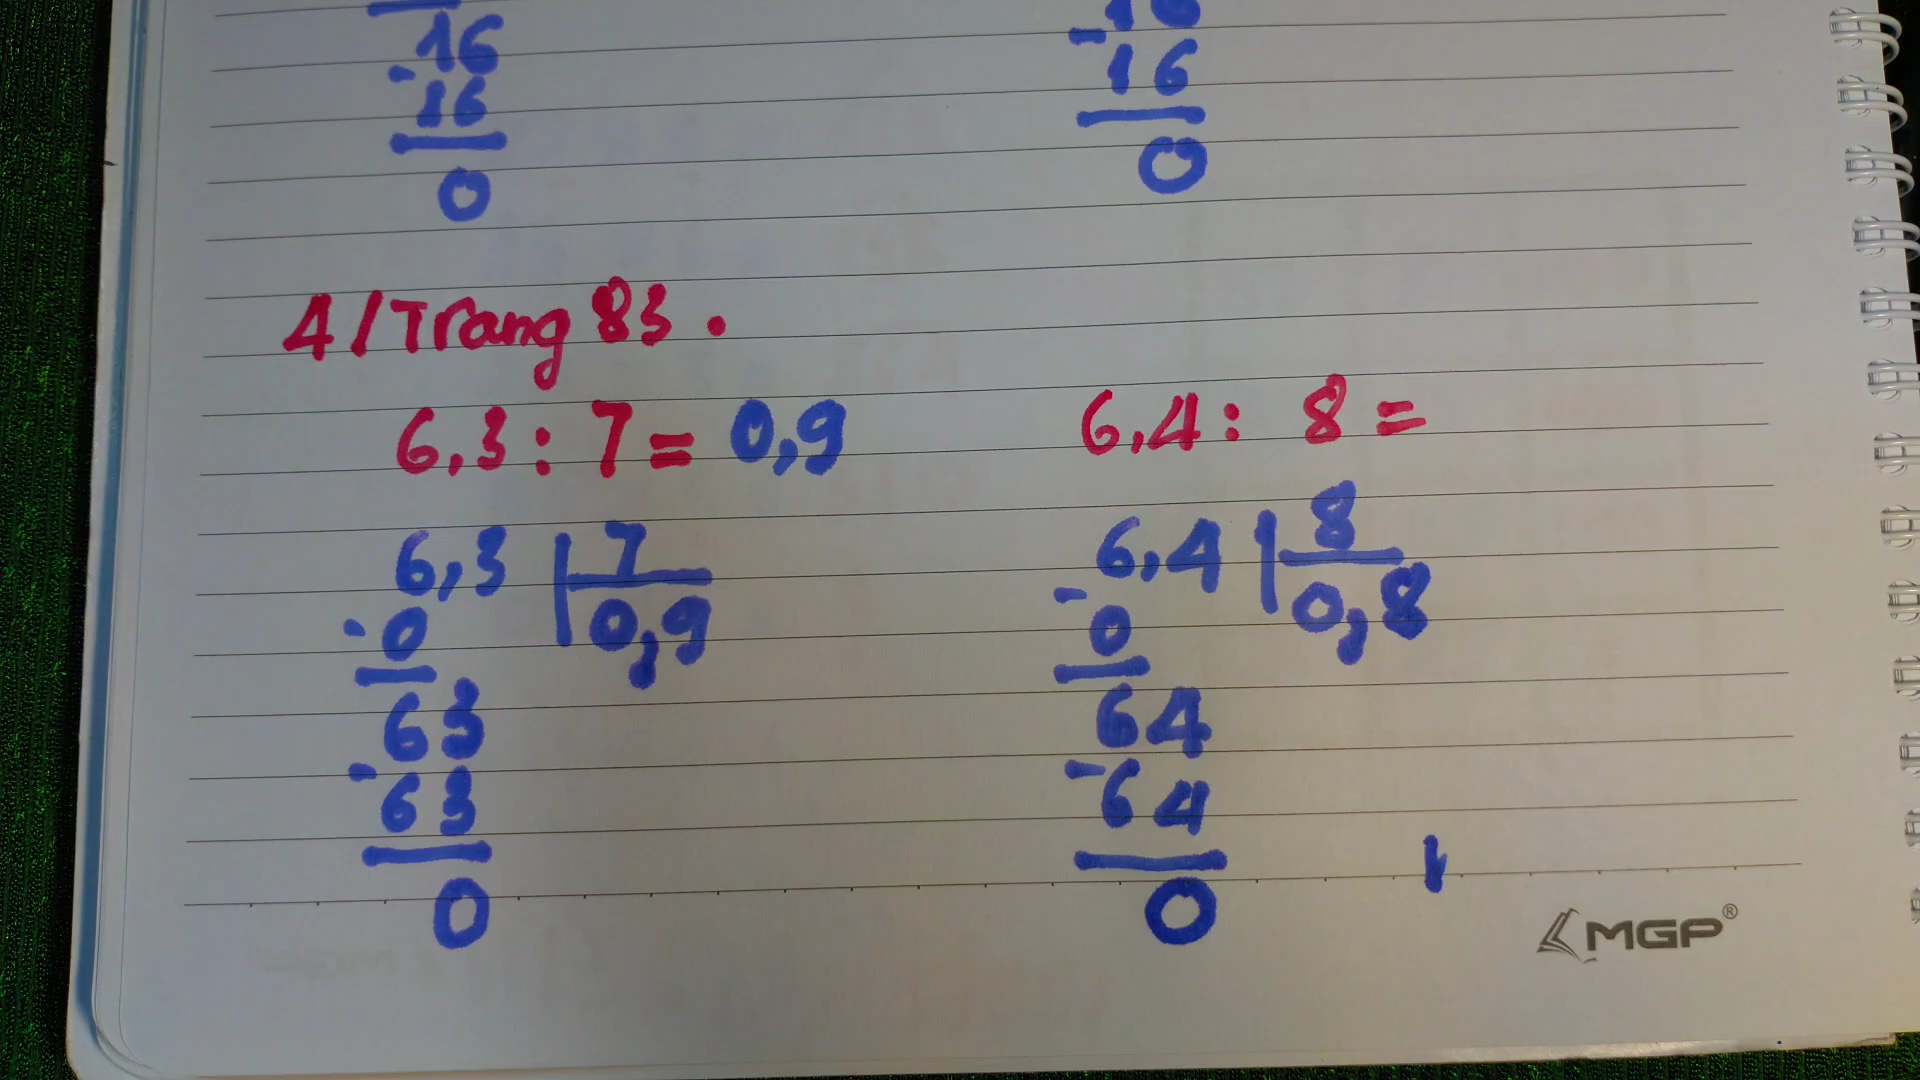 16 16
- 16 - 16
0 0
4/Trang 83.
6,3 : 7 = 0,9 6,4 : 8 =
6,3 7 6,4 8
- 0 0,9 - 0 0,8
63 64
- 63 - 64
0 0
MGP®